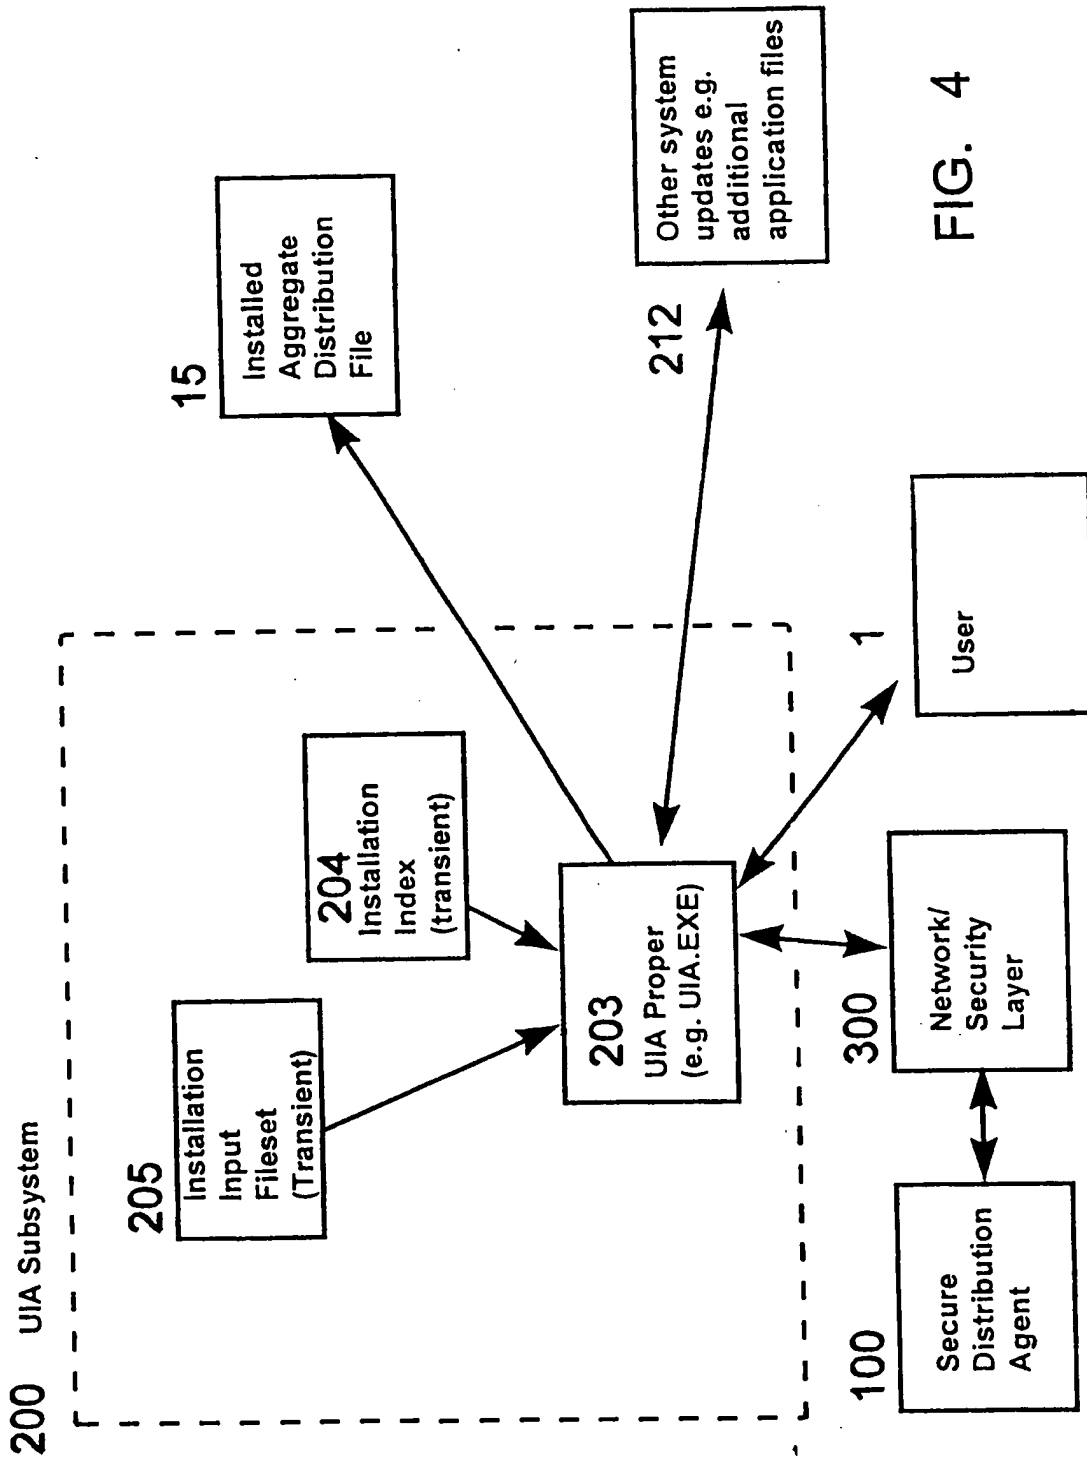 200 UIA Subsystem
205
Installation
Input
Fileset
(Transient)
204
Installation
Index
(transient)
15
Installed
Aggregate
Distribution
File
203
UIA Proper
(e.g. UIA.EXE)
212
Other system
updates e.g.
additional
application files
100
Secure
Distribution
Agent
300
Network/
Security
Layer
1
User
FIG. 4